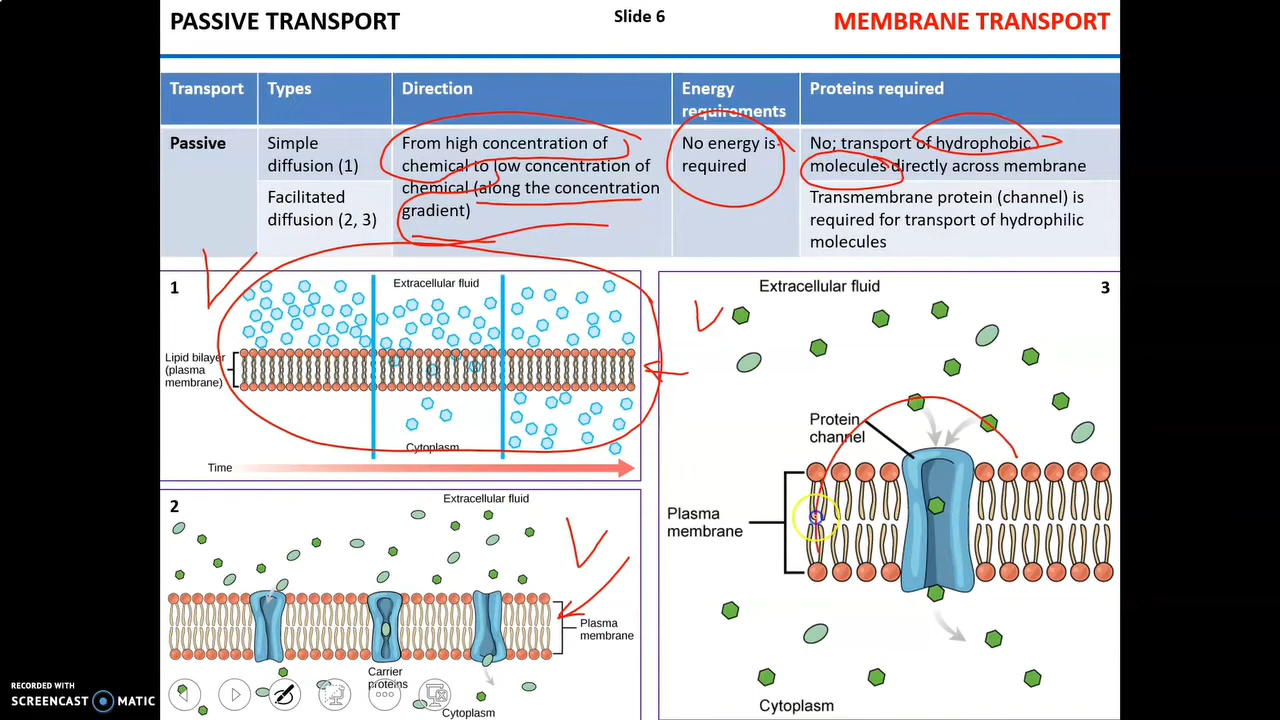 PASSIVE TRANSPORT
Slide 6
MEMBRANE TRANSPORT
Transport
Types
Direction
Energy
requirements
Proteins required
Passive
Simple
diffusion (1)
From high concentration of
chemical to low concentration of
chemical (along the concentration
gradient)
No energy is
required
No; transport of hydrophobic
molecules directly across membrane
Facilitated
diffusion (2, 3)
Transmembrane protein (channel) is
required for transport of hydrophilic
molecules
1
Extracellular fluid
Lipid bilayer
(plasma
membrane)
Cytoplasm
Time
2
Extracellular fluid
Plasma
membrane
Carrier
proteins
Cytoplasm
Extracellular fluid
3
Protein
channel
Plasma
membrane
Cytoplasm
RECORDED WITH
SCREENCAST MATIC